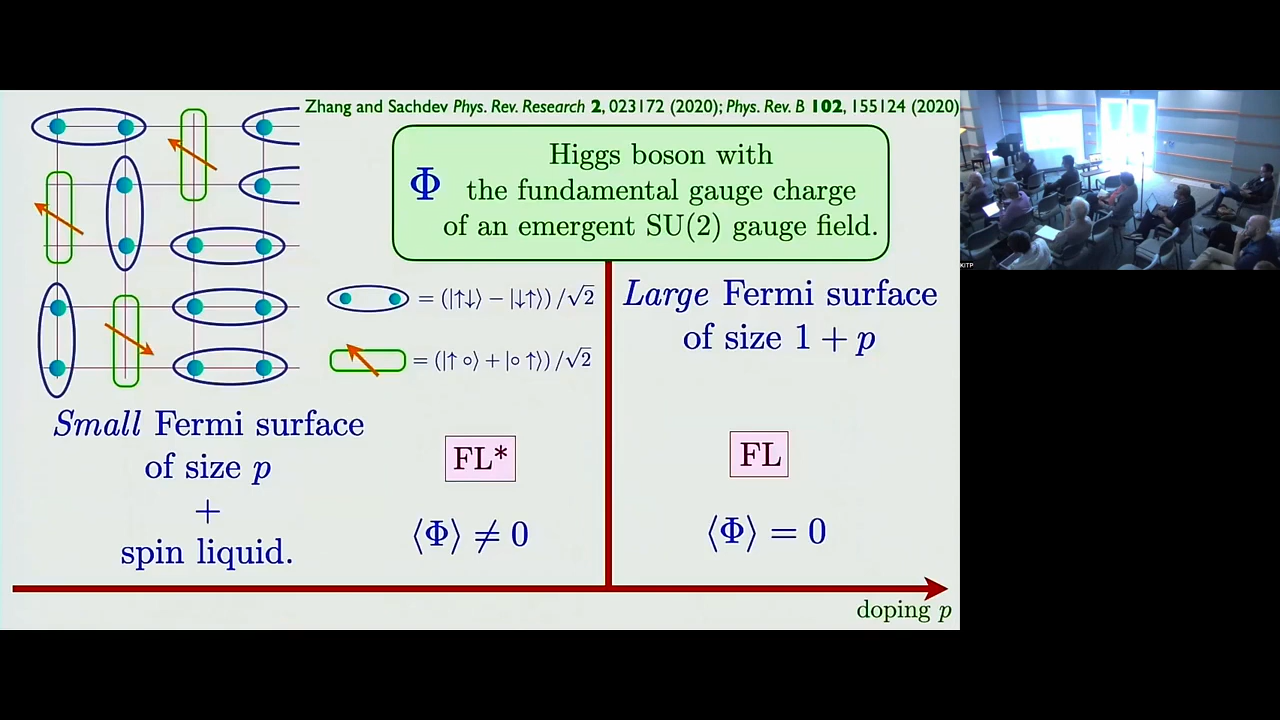 Zhang and Sachdev Phys. Rev. Research 2, 023172 (2020); Phys. Rev. B 102, 155124 (2020)
Φ
Higgs boson with
the fundamental gauge charge
of an emergent SU(2) gauge field.
= (|↑↓⟩ − |↓↑⟩) /√2
= (|↑ ∘⟩ + |∘ ↑⟩) /√2
Small Fermi surface
of size p
+
spin liquid.
FL*
⟨Φ⟩ ≠ 0
Large Fermi surface
of size 1 + p
FL
⟨Φ⟩ = 0
doping p
KITP